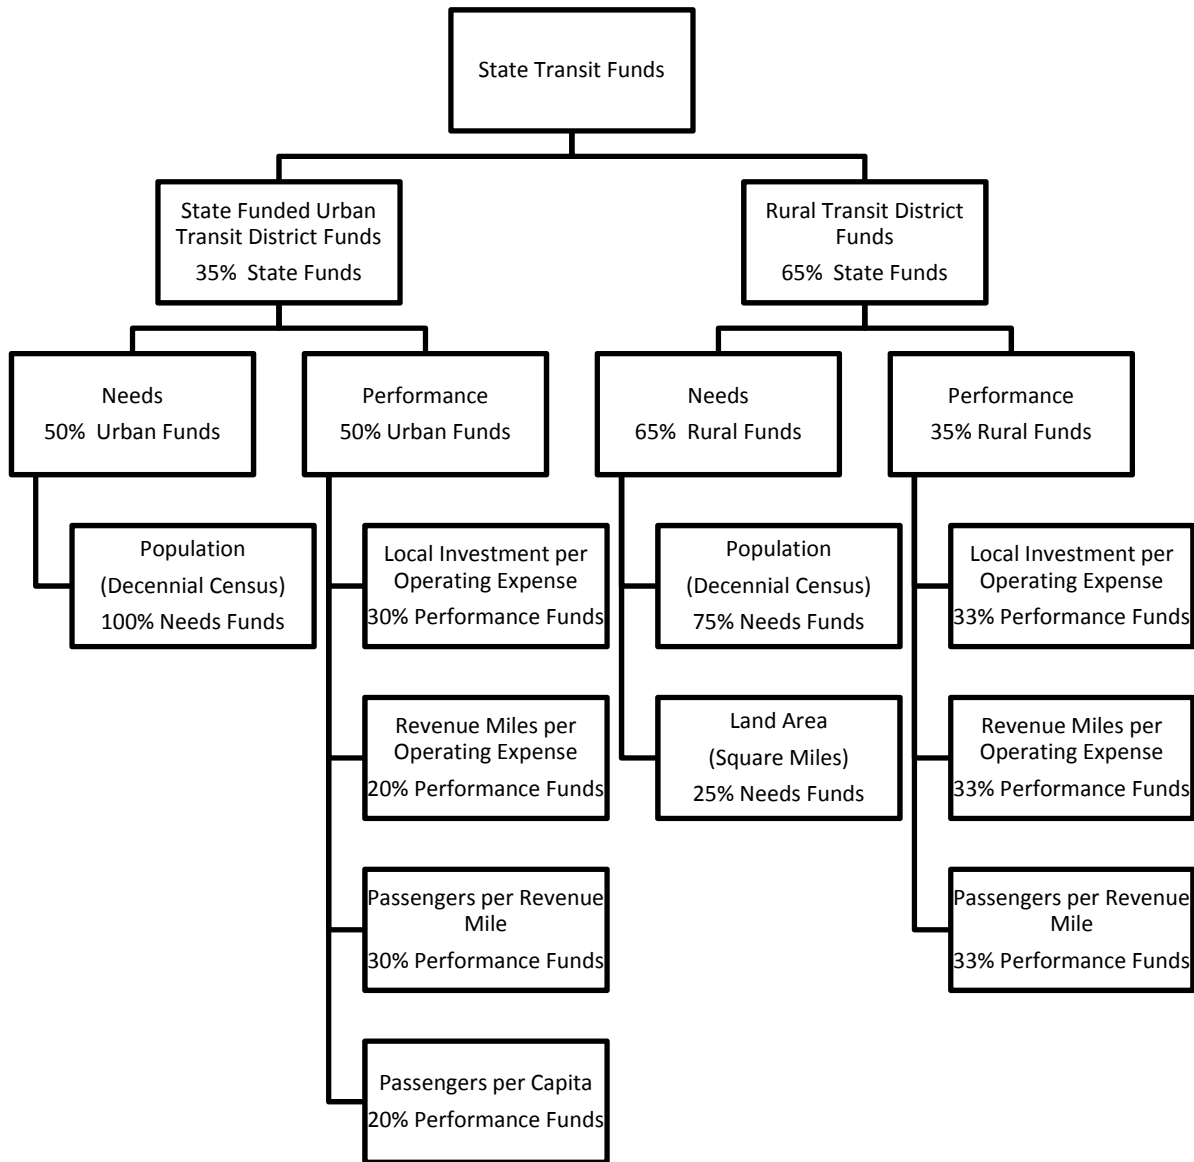 State Transit Funds
State Funded Urban
Transit District Funds
35% State Funds
Rural Transit District
Funds
65% State Funds
Needs
50% Urban Funds
Performance
50% Urban Funds
Needs
65% Rural Funds
Performance
35% Rural Funds
Population
(Decennial Census)
100% Needs Funds
Local Investment per
Operating Expense
30% Performance Funds
Revenue Miles per
Operating Expense
20% Performance Funds
Passengers per Revenue
Mile
30% Performance Funds
Passengers per Capita
20% Performance Funds
Population
(Decennial Census)
75% Needs Funds
Land Area
(Square Miles)
25% Needs Funds
Local Investment per
Operating Expense
33% Performance Funds
Revenue Miles per
Operating Expense
33% Performance Funds
Passengers per Revenue
Mile
33% Performance Funds